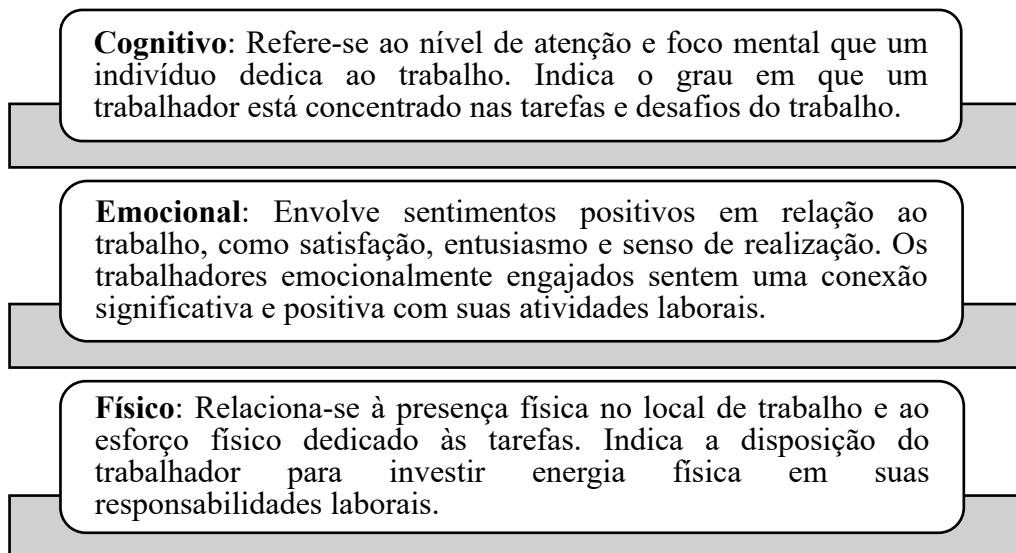 Cognitivo: Refere-se ao nível de atenção e foco mental que um
indivíduo dedica ao trabalho. Indica o grau em que um
trabalhador está concentrado nas tarefas e desafios do trabalho.
Emocional: Envolve sentimentos positivos em relação ao
trabalho, como satisfação, entusiasmo e senso de realização. Os
trabalhadores emocionalmente engajados sentem uma conexão
significativa e positiva com suas atividades laborais.
Físico: Relaciona-se à presença física no local de trabalho e ao
esforço físico dedicado às tarefas. Indica a disposição do
trabalhador para investir energia física em suas
responsabilidades laborais.